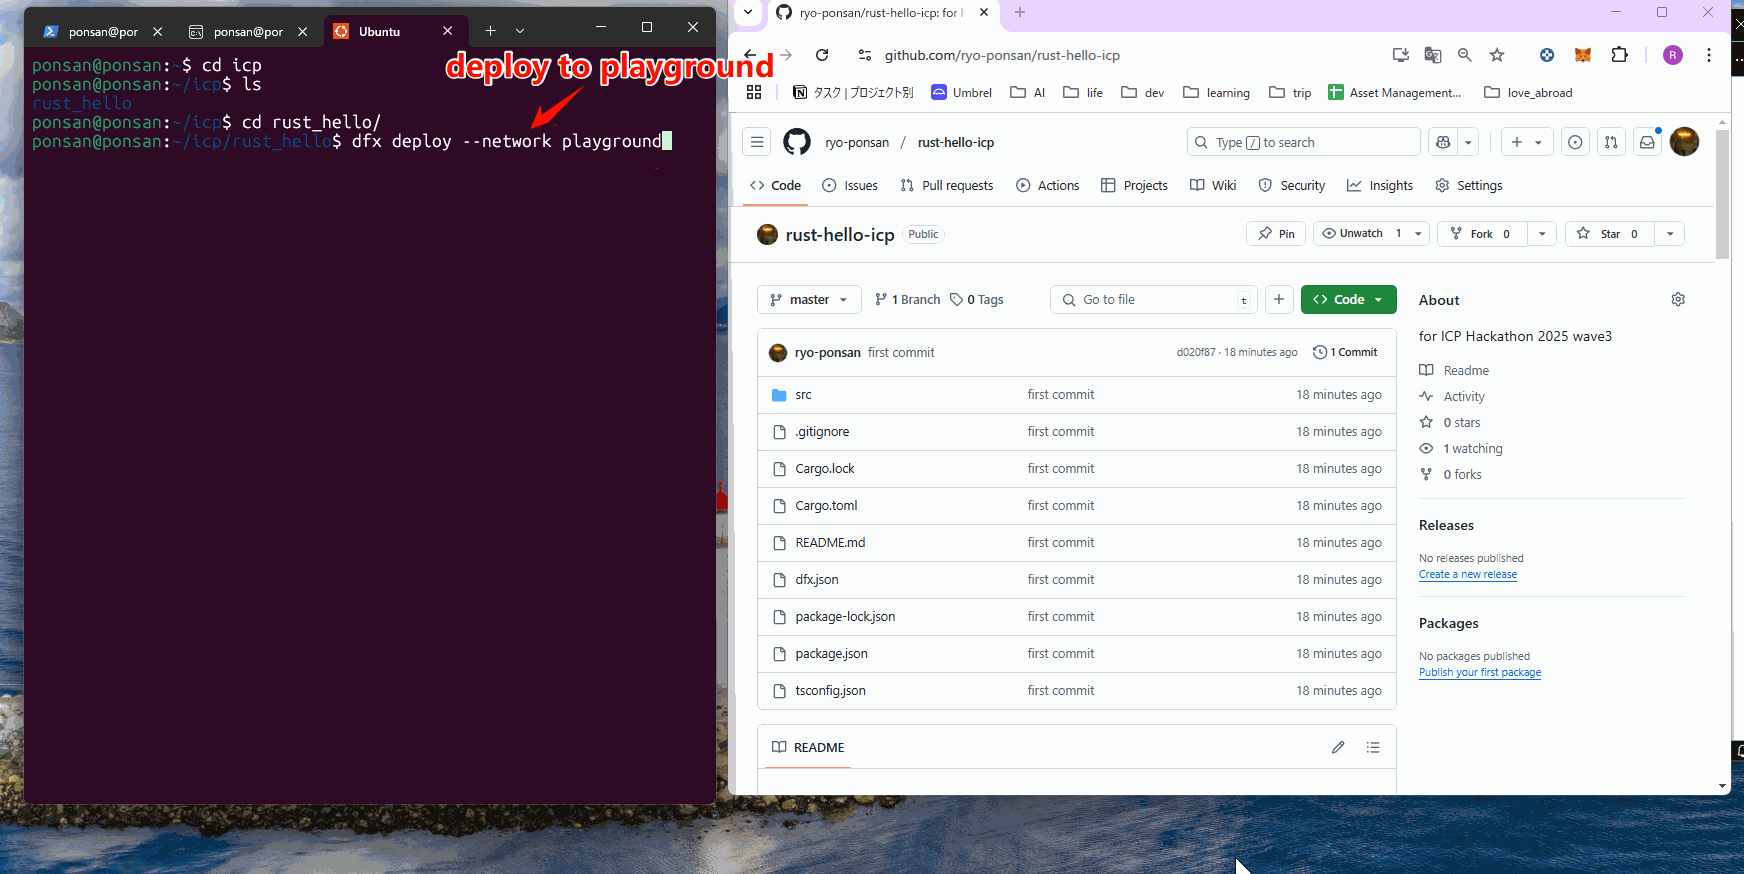 ponsan@por
ponsan@por
Ubuntu
ponsan@ponsan:~$ cd icp
ponsan@ponsan:~/icp$ ls
rust_hello
ponsan@ponsan:~/icp$ cd rust_hello/
ponsan@ponsan:~/icp/rust_hello$ dfx deploy --network playground
deploy to playground
ryo-ponsan/rust-hello-icp: for
github.com/ryo-ponsan/rust-hello-icp
R
タスク | プロジェクト別
Umbrel
AI
life
dev
learning
trip
Asset Management...
love_abroad
ryo-ponsan / rust-hello-icp
Type / to search
Code
Issues
Pull requests
Actions
Projects
Wiki
Security
Insights
Settings
rust-hello-icp
Public
Pin
Unwatch 1
Fork 0
Star 0
master
1 Branch
0 Tags
Go to file
t
Code
ryo-ponsan first commit
d020f87 · 18 minutes ago
1 Commit
src first commit 18 minutes ago
.gitignore first commit 18 minutes ago
Cargo.lock first commit 18 minutes ago
Cargo.toml first commit 18 minutes ago
README.md first commit 18 minutes ago
dfx.json first commit 18 minutes ago
package-lock.json first commit 18 minutes ago
package.json first commit 18 minutes ago
tsconfig.json first commit 18 minutes ago
README
About
for ICP Hackathon 2025 wave3
Readme
Activity
0 stars
1 watching
0 forks
Releases
No releases published
Create a new release
Packages
No packages published
Publish your first package